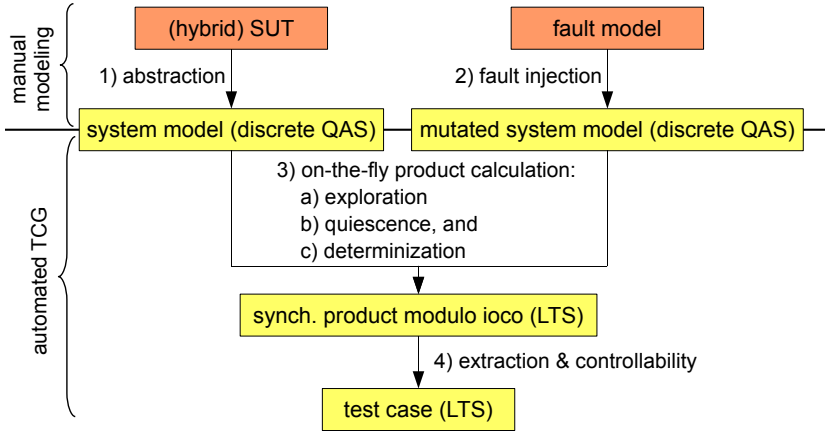 manual
modeling
(hybrid) SUT
fault model
1) abstraction
2) fault injection
system model (discrete QAS)
mutated system model (discrete QAS)
automated TCG
3) on-the-fly product calculation:
a) exploration
b) quiescence, and
c) determinization
synch. product modulo ioco (LTS)
4) extraction & controllability
test case (LTS)